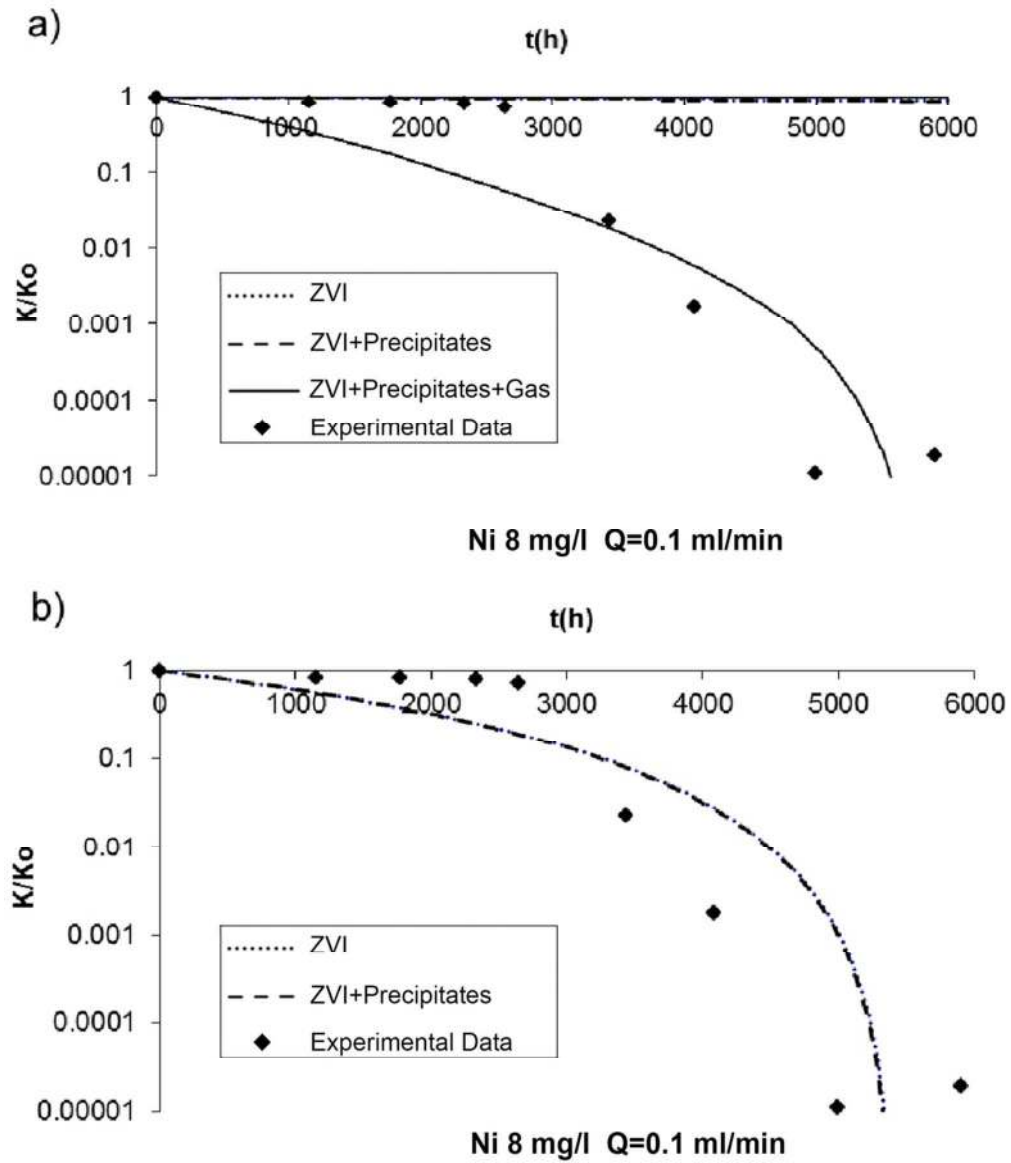 a)
t(h)
1
0 1000 2000 3000 4000 5000 6000
0.1
0.01
K/Ko
0.001
0.0001
0.00001
ZVI
ZVI+Precipitates
ZVI+Precipitates+Gas
Experimental Data
Ni 8 mg/l Q=0.1 ml/min
b)
t(h)
1
0 1000 2000 3000 4000 5000 6000
0.1
0.01
K/Ko
0.001
0.0001
0.00001
ZVI
ZVI+Precipitates
Experimental Data
Ni 8 mg/l Q=0.1 ml/min